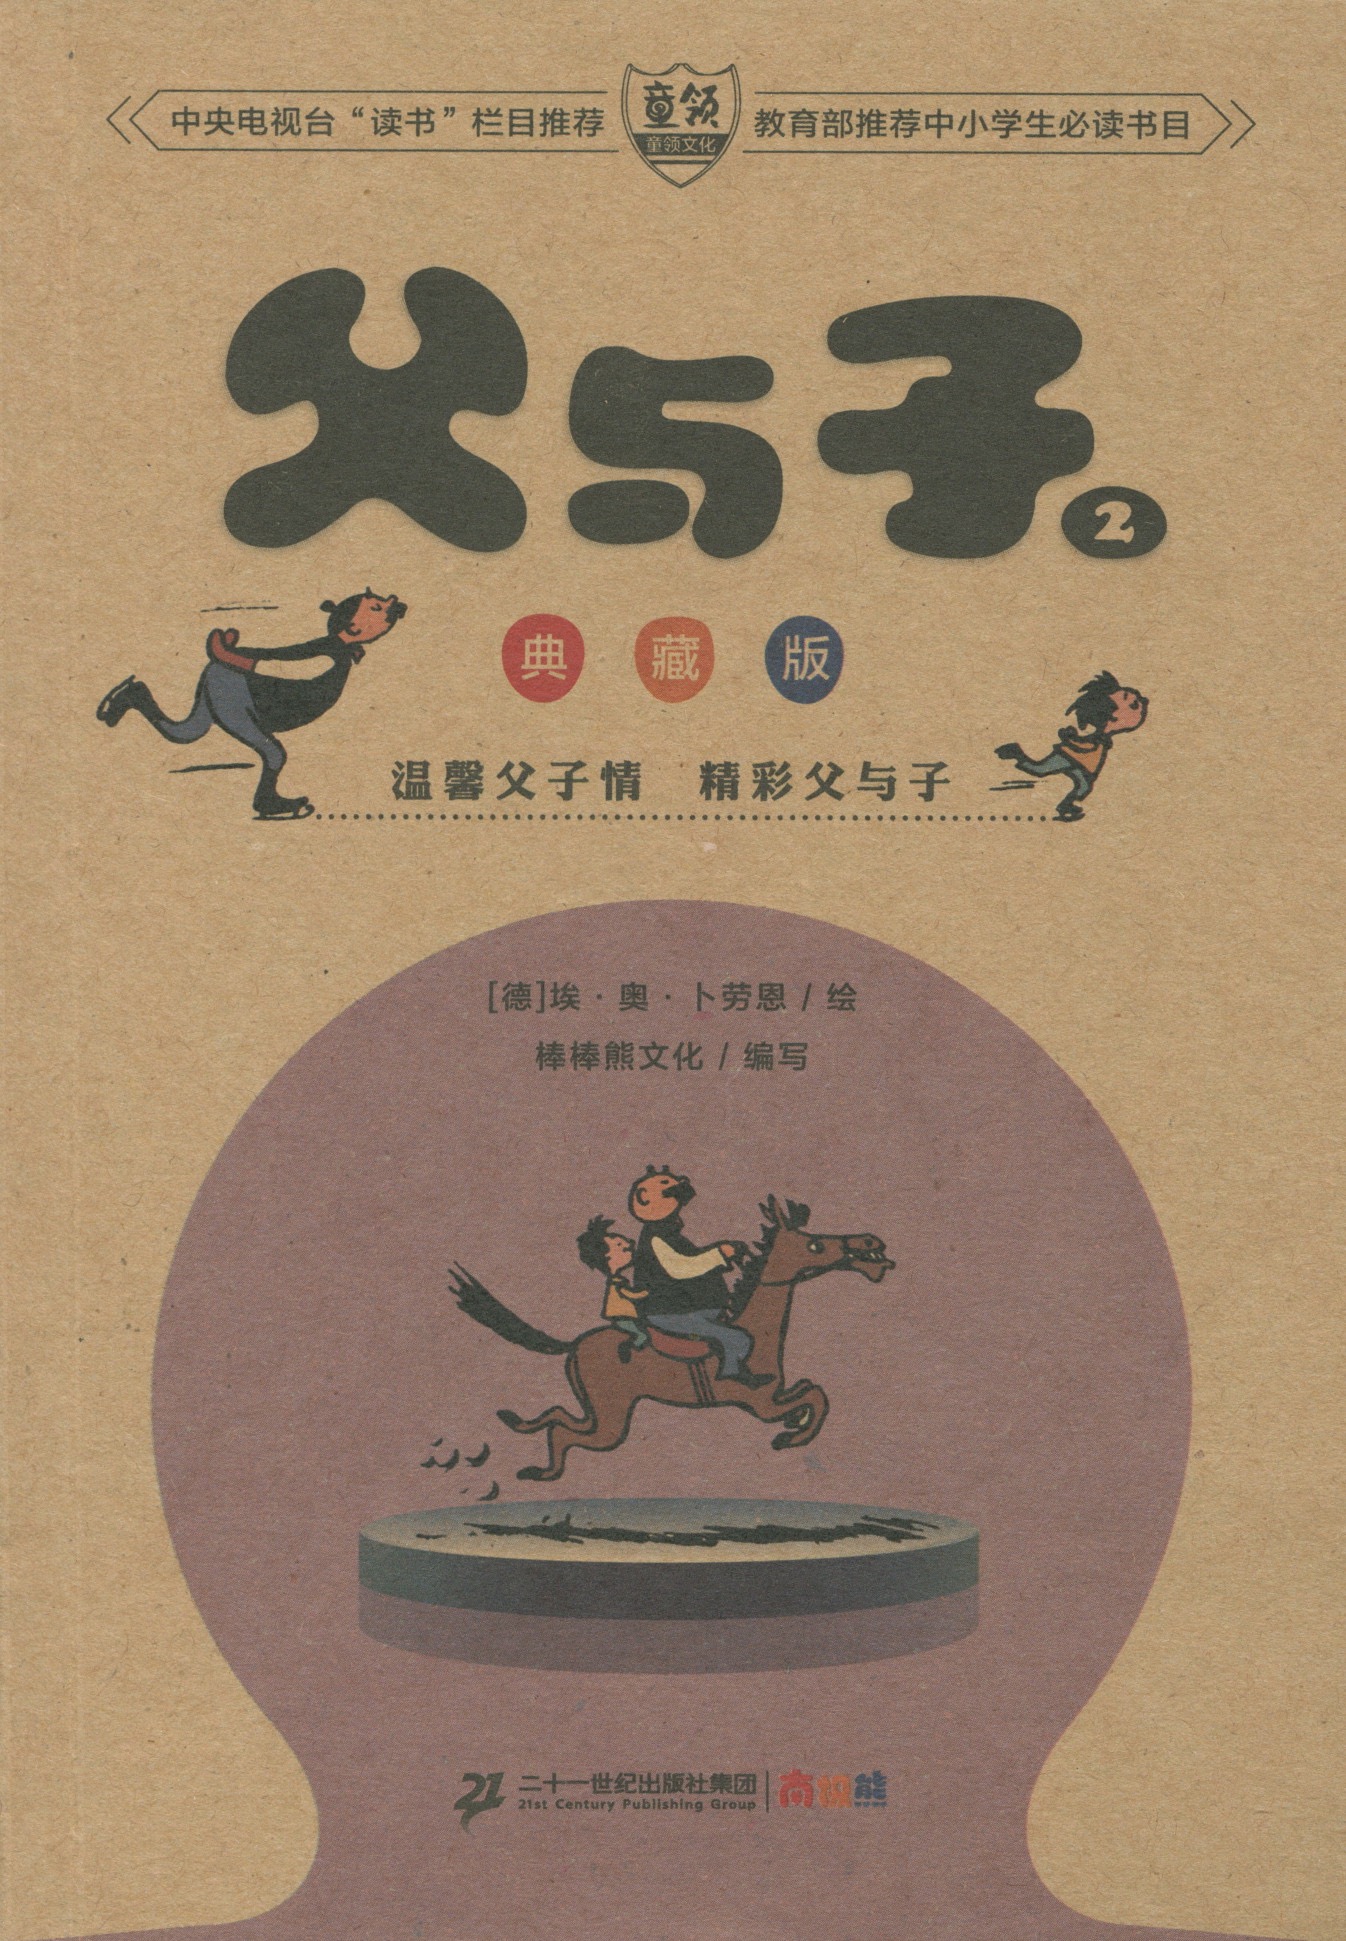 中央电视台“读书”栏目推荐
童领
童领文化
教育部推荐中小学生必读书目
父与子2
典藏版
温馨父子情 精彩父与子
[德]埃·奥·卜劳恩 / 绘
棒棒熊文化 / 编写
21 二十一世纪出版社集团
21st Century Publishing Group